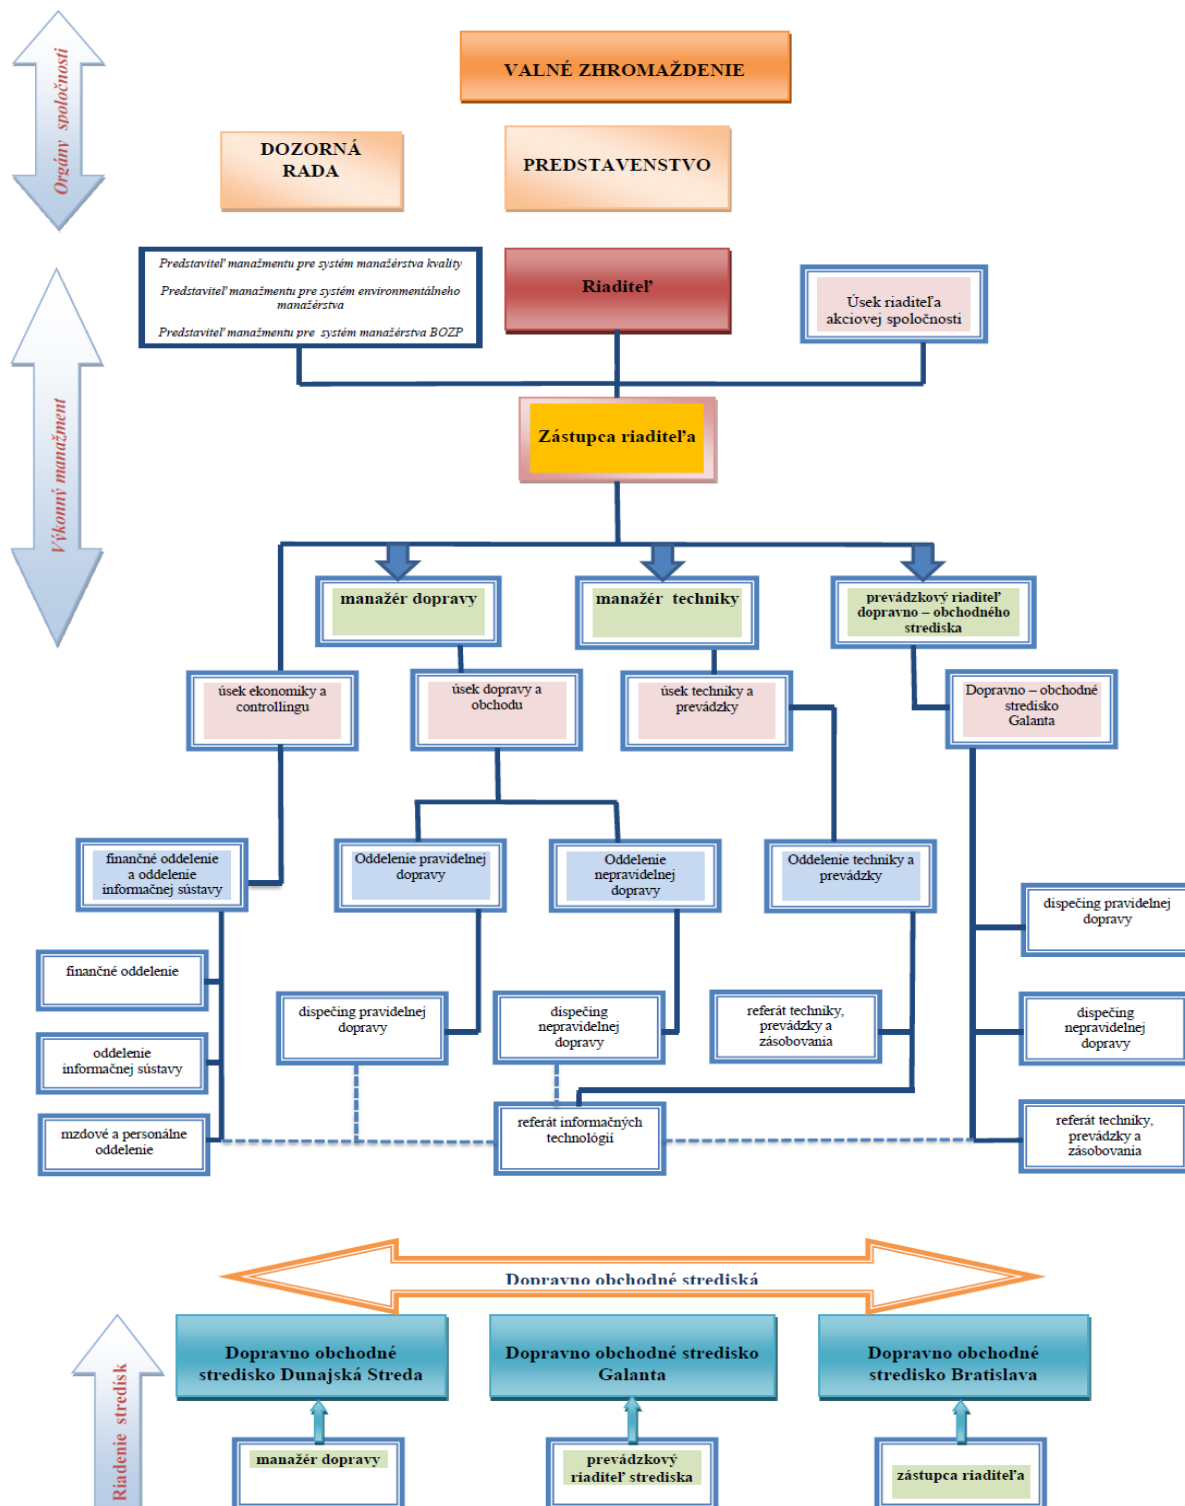 Orgány spoločnosti
VALNÉ ZHROMAŽDENIE
DOZORNÁ
RADA
PREDSTAVENSTVO
Výkonný manažment
Predstaviteľ manažmentu pre systém manažérstva kvality
Predstaviteľ manažmentu pre systém environmentálneho
manažérstva
Predstaviteľ manažmentu pre systém manažérstva BOZP
Riaditeľ
Úsek riaditeľa
akciovej spoločnosti
Zástupca riaditeľa
manažér dopravy
manažér techniky
prevádzkový riaditeľ
dopravno – obchodného
strediska
úsek ekonomiky a
controllingu
úsek dopravy a
obchodu
úsek techniky a
prevádzky
Dopravno – obchodné
stredisko
Galanta
finančné oddelenie
a oddelenie
informačnej sústavy
Oddelenie pravidelnej
dopravy
Oddelenie
nepravidelnej
dopravy
Oddelenie techniky a
prevádzky
dispečing pravidelnej
dopravy
finančné oddelenie
dispečing pravidelnej
dopravy
dispečing
nepravidelnej
dopravy
referát techniky,
prevádzky a
zásobovania
dispečing
nepravidelnej
dopravy
oddelenie
informačnej sústavy
mzdové a personálne
oddelenie
referát informačných
technológií
referát techniky,
prevádzky a
zásobovania
Dopravno obchodné strediská
Riadenie stredísk
Dopravno obchodné
stredisko Dunajská Streda
Dopravno obchodné stredisko
Galanta
Dopravno obchodné
stredisko Bratislava
manažér dopravy
prevádzkový
riaditeľ strediska
zástupca riaditeľa